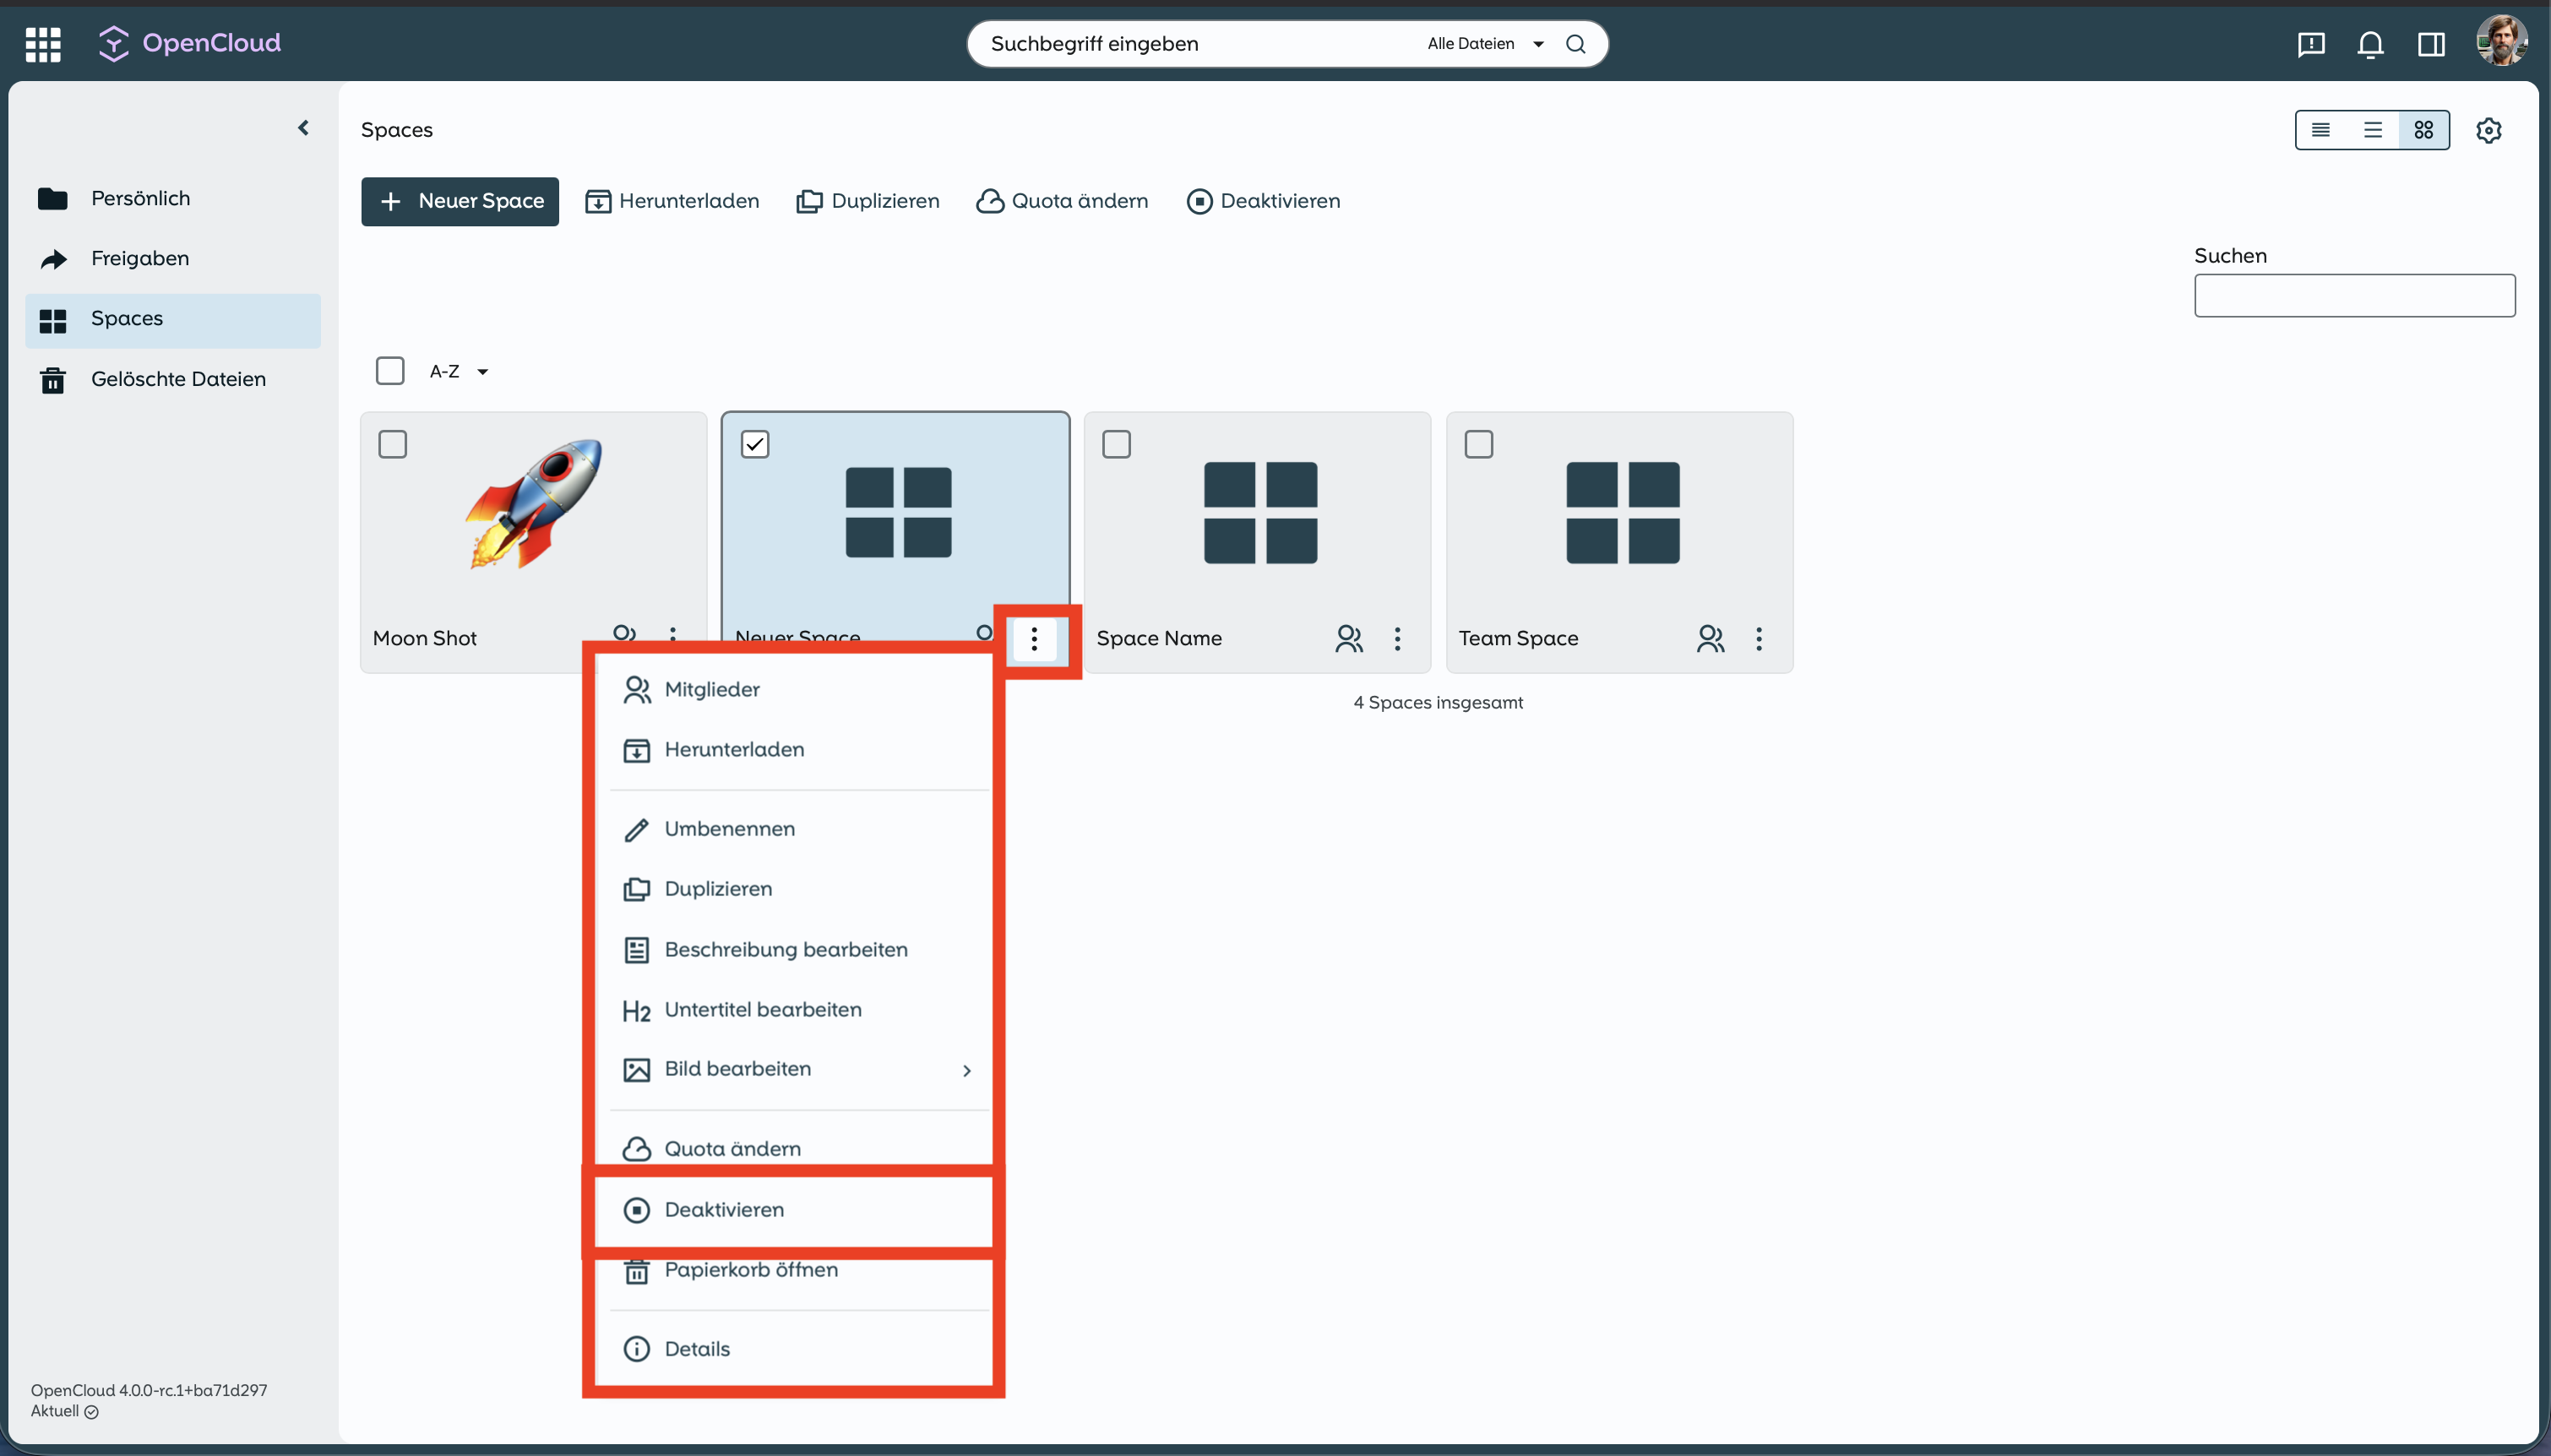 OpenCloud
Suchbegriff eingeben
Alle Dateien
Spaces
Persönlich
Freigaben
Spaces
Gelöschte Dateien
Neuer Space
Herunterladen
Duplizieren
Quota ändern
Deaktivieren
Suchen
A-Z
Moon Shot
Neuer Space
Space Name
Team Space
4 Spaces insgesamt
Mitglieder
Herunterladen
Umbenennen
Duplizieren
Beschreibung bearbeiten
H2 Untertitel bearbeiten
Bild bearbeiten
Quota ändern
Deaktivieren
Papierkorb öffnen
Details
OpenCloud 4.0.0-rc.1+ba71d297
Aktuell